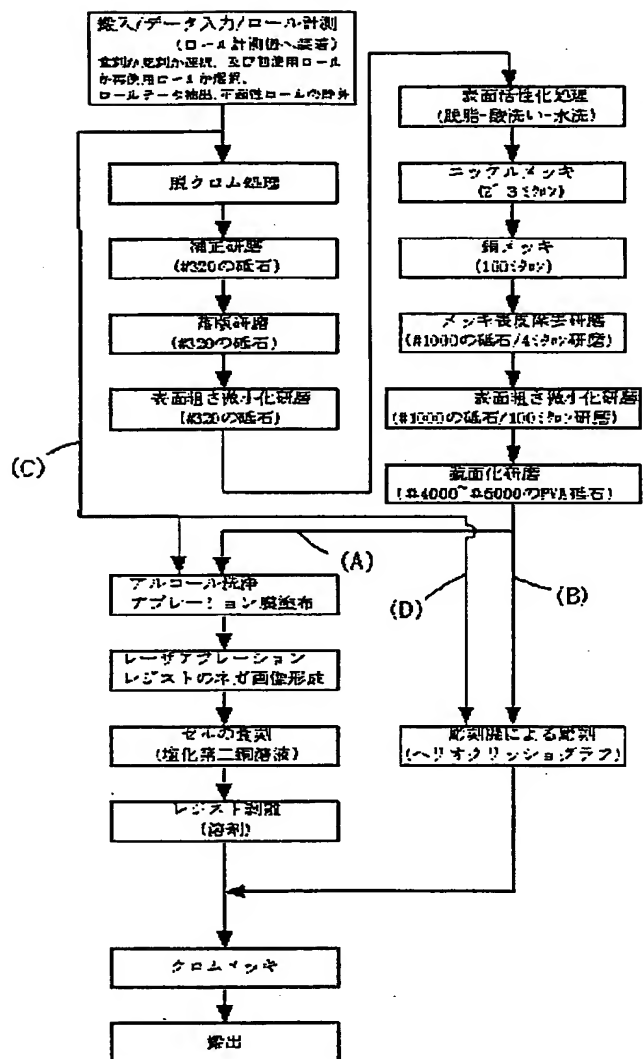 搬入/データ入力/ロール計測
(ロール計測機へ装着)
食刻か彫刻か選択、及び初使用ロール
か再使用ロールか選択、
ロールデータ抽出、不適性ロールの除外
脱クロム処理
補正研磨
(#320の砥石)
落版研磨
(#320の砥石)
表面粗さ微小化研磨
(#320の砥石)
表面活性化処理
(脱脂-酸洗い-水洗)
ニッケルメッキ
(2~3ミクロン)
銅メッキ
(100ミクロン)
メッキ表皮除去研磨
(#1000の砥石/4ミクロン研磨)
表面粗さ微小化研磨
(#1000の砥石/100ミクロン研磨)
鏡面化研磨
(#4000~#6000のPVA砥石)
(C)
(A)
(D)
(B)
アルコール洗浄
アブレーション膜塗布
レーザアブレーション
レジストのネガ画像形成
セルの食刻
(塩化第二銅溶液)
レジスト剥離
(溶剤)
彫刻機による彫刻
(ヘリオクリッショグラフ)
クロムメッキ
搬出